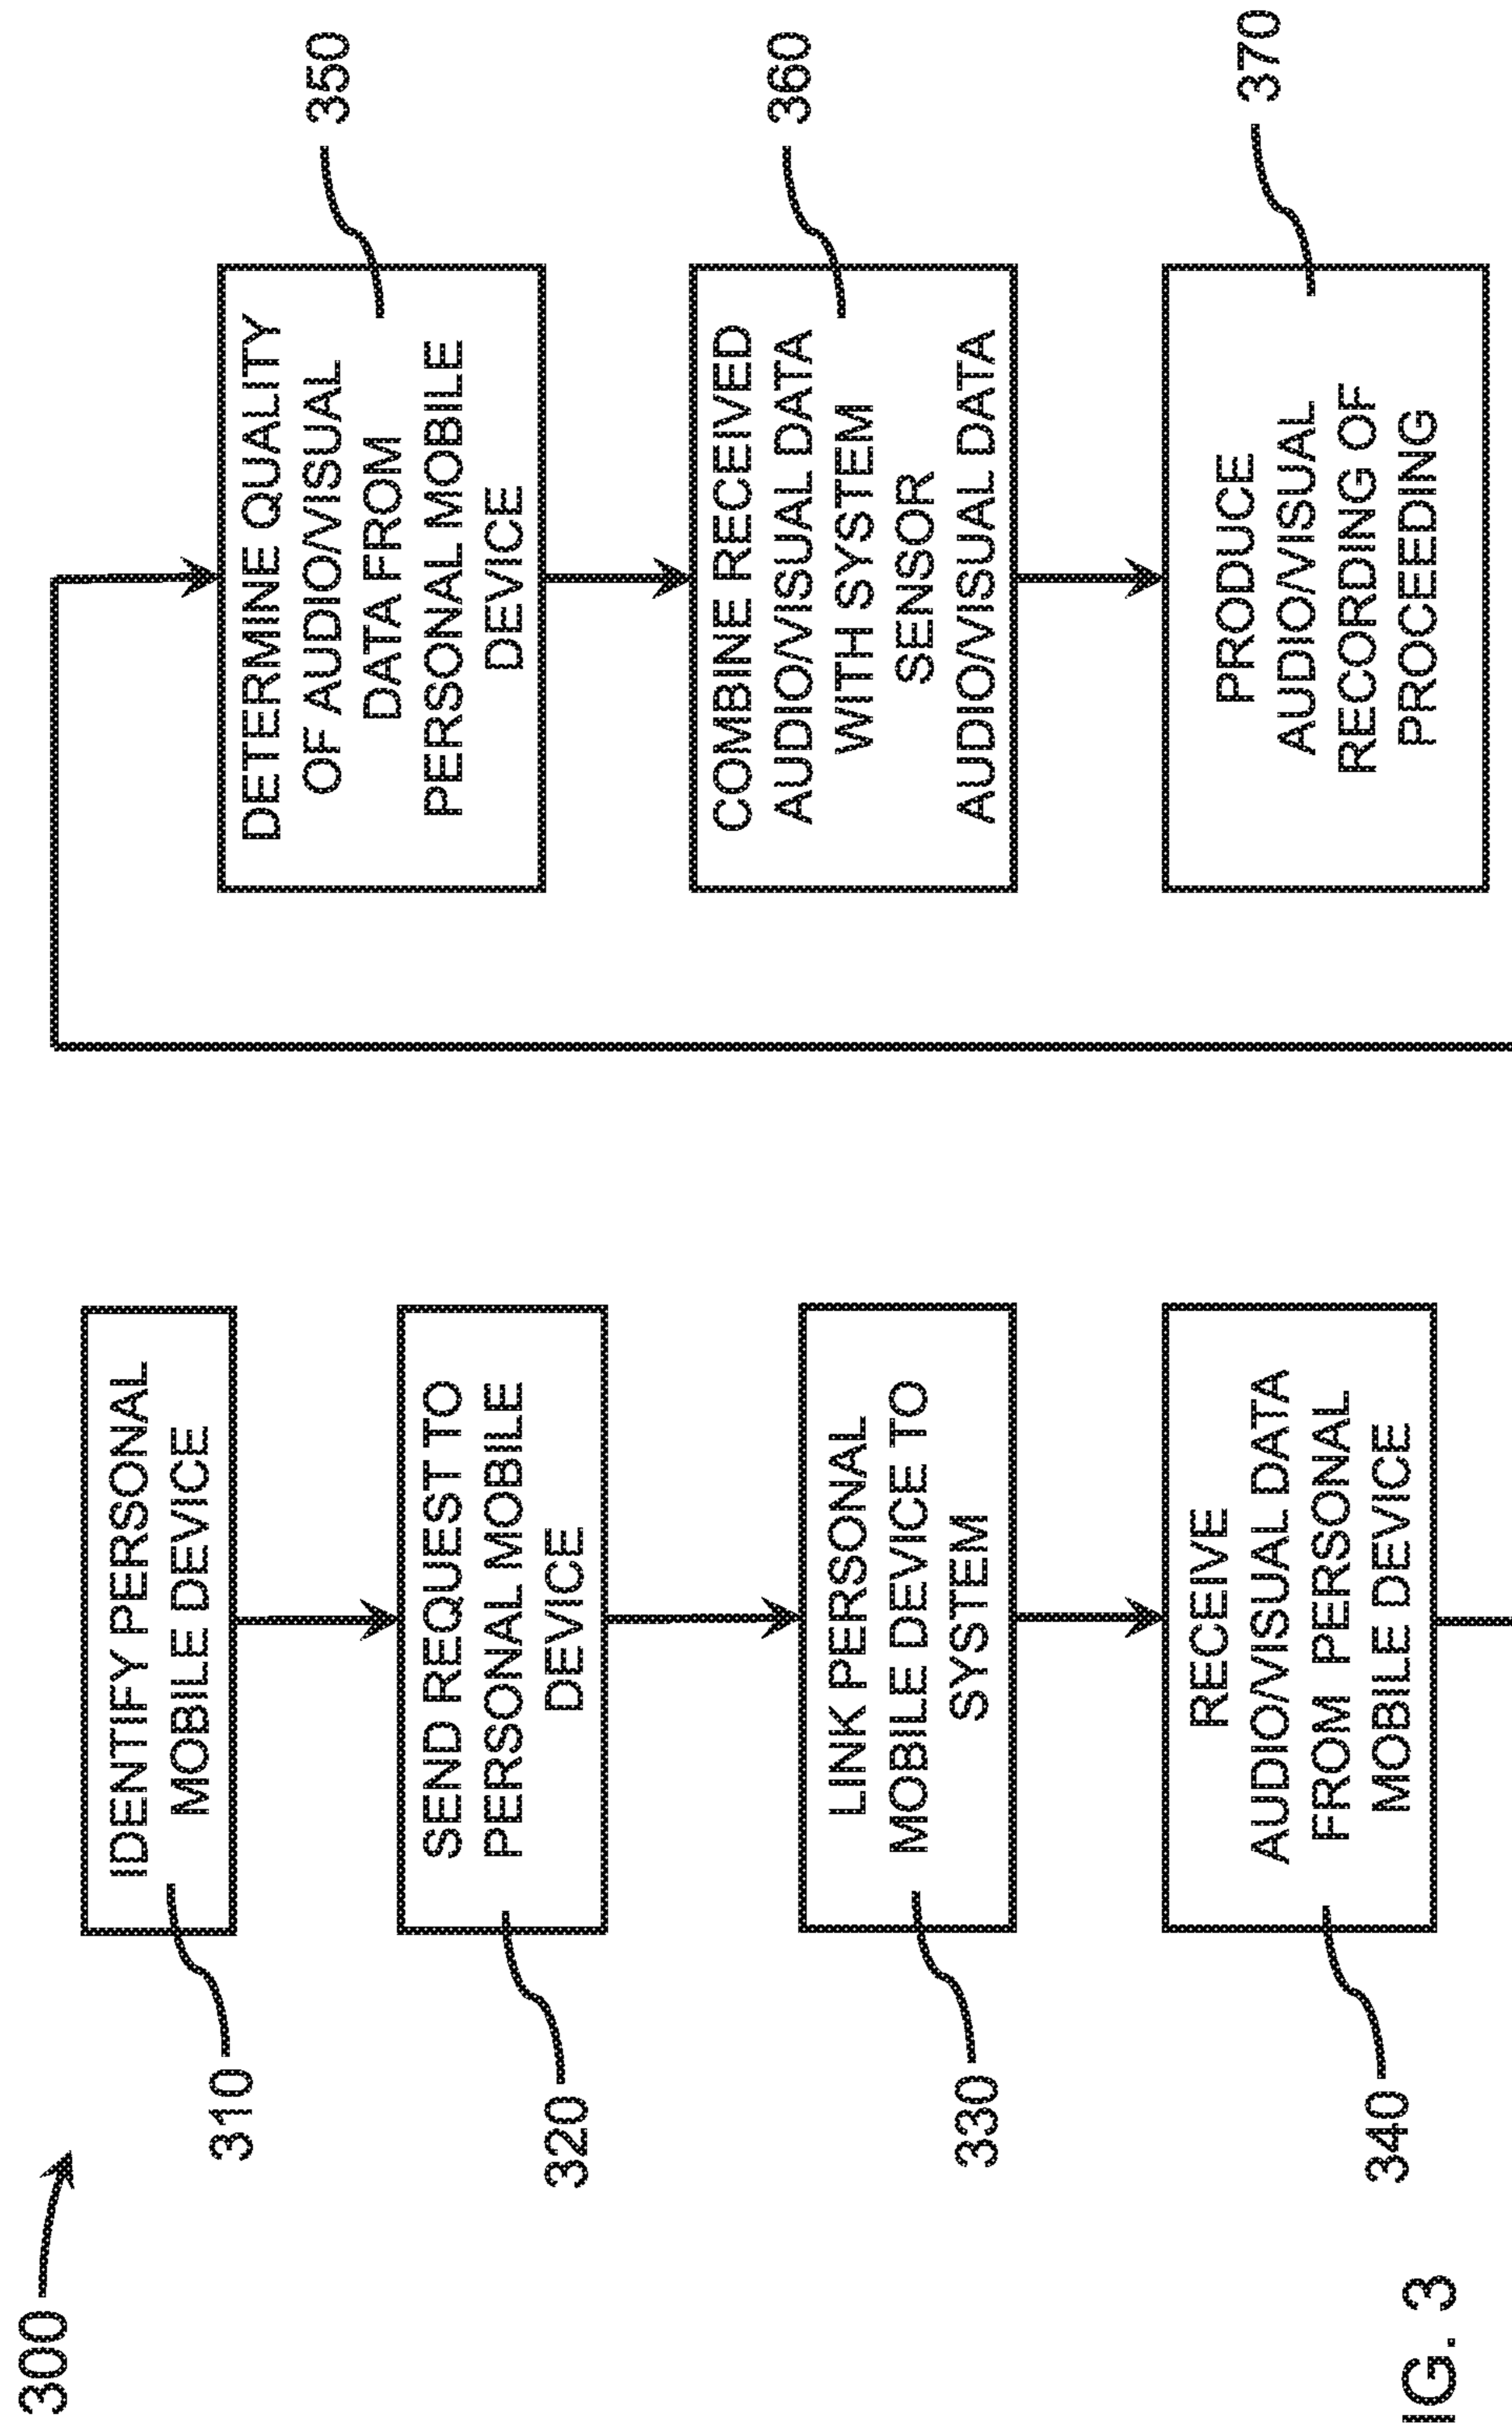 300
IDENTIFY PERSONAL
MOBILE DEVICE
310
SEND REQUEST TO
PERSONAL MOBILE
DEVICE
320
LINK PERSONAL
MOBILE DEVICE TO
SYSTEM
330
RECEIVE
AUDIO/VISUAL DATA
FROM PERSONAL
MOBILE DEVICE
340
DETERMINE QUALITY
OF AUDIO/VISUAL
DATA FROM
PERSONAL MOBILE
DEVICE
350
COMBINE RECEIVED
AUDIO/VISUAL DATA
WITH SYSTEM
SENSOR
AUDIO/VISUAL DATA
360
PRODUCE
AUDIO/VISUAL
RECORDING OF
PROCEEDING
370
IG. 3